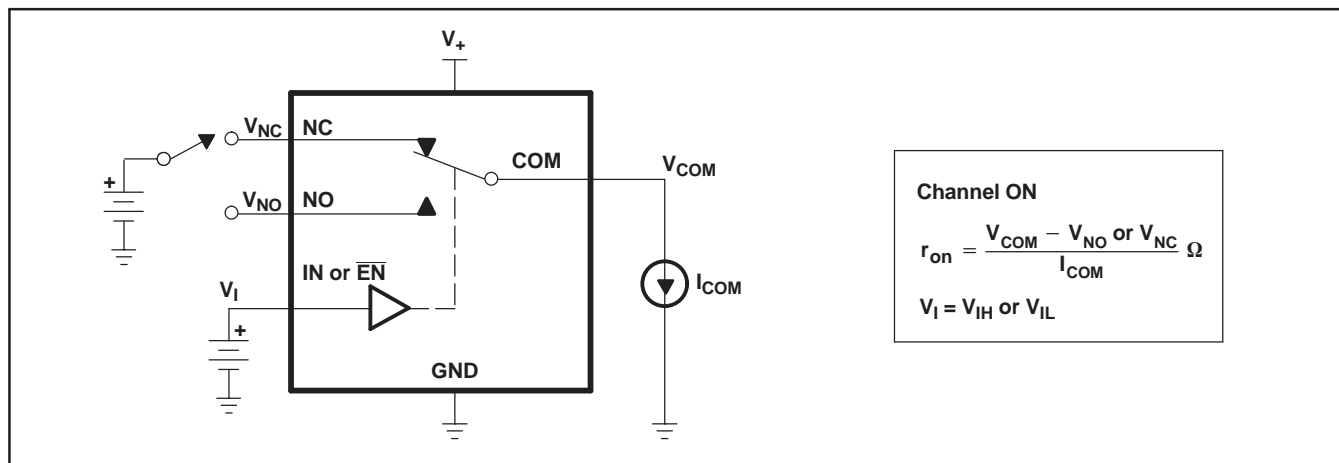 V+
VNC NC
COM
VCOM
+
VNO NO
IN or EN
VI
ICOM
+
GND
Channel ON
ron = VCOM − VNO or VNC / ICOM Ω
VI = VIH or VIL